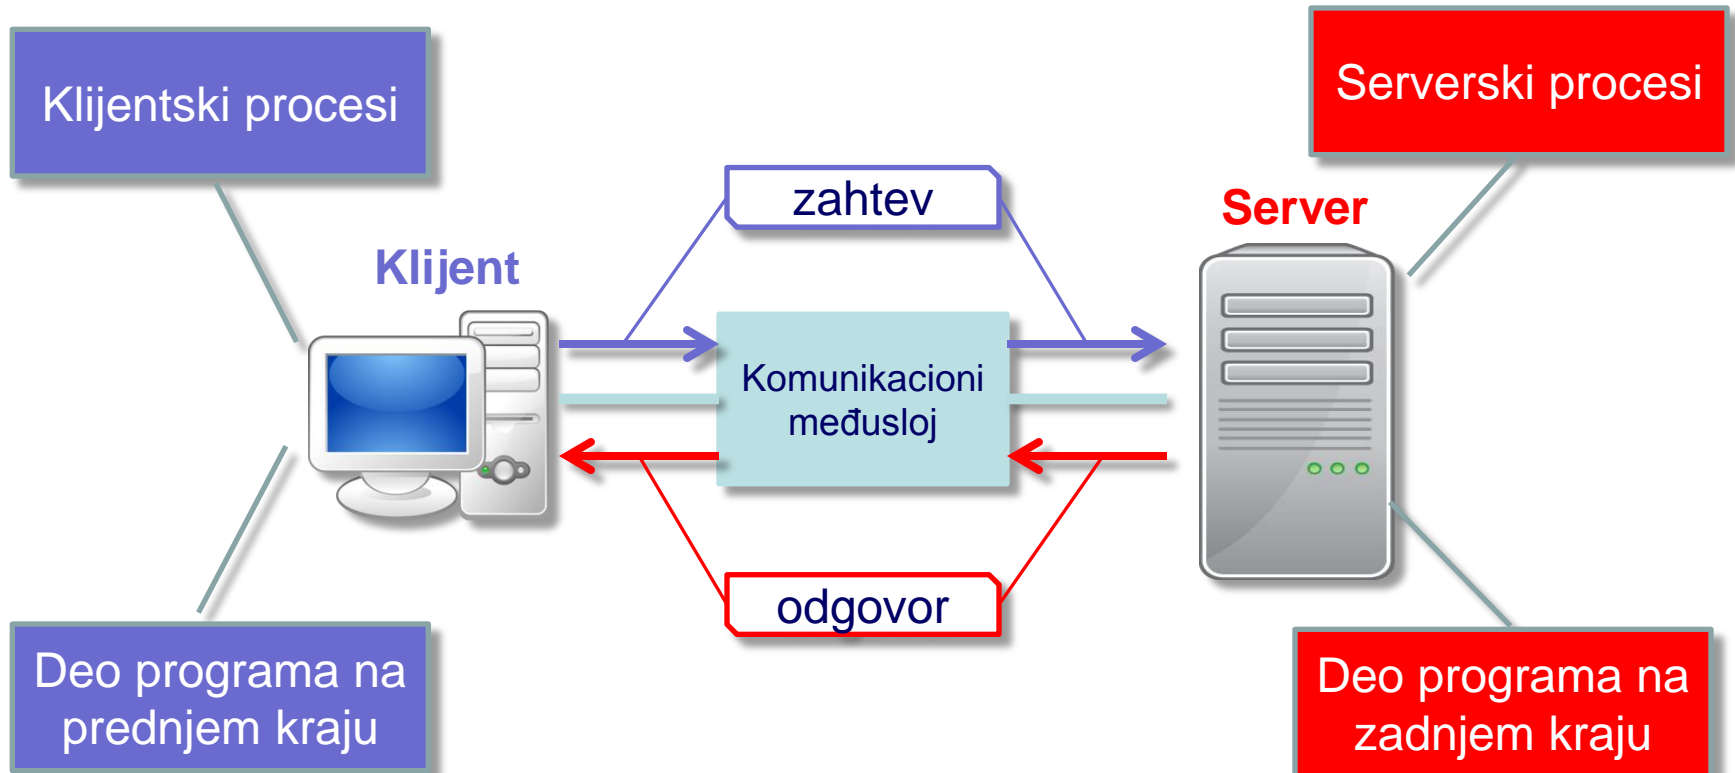 Klijentski procesi
Serverski procesi
zahtev
Server
Klijent
Komunikacioni
međusloj
odgovor
Deo programa na
prednjem kraju
Deo programa na
zadnjem kraju